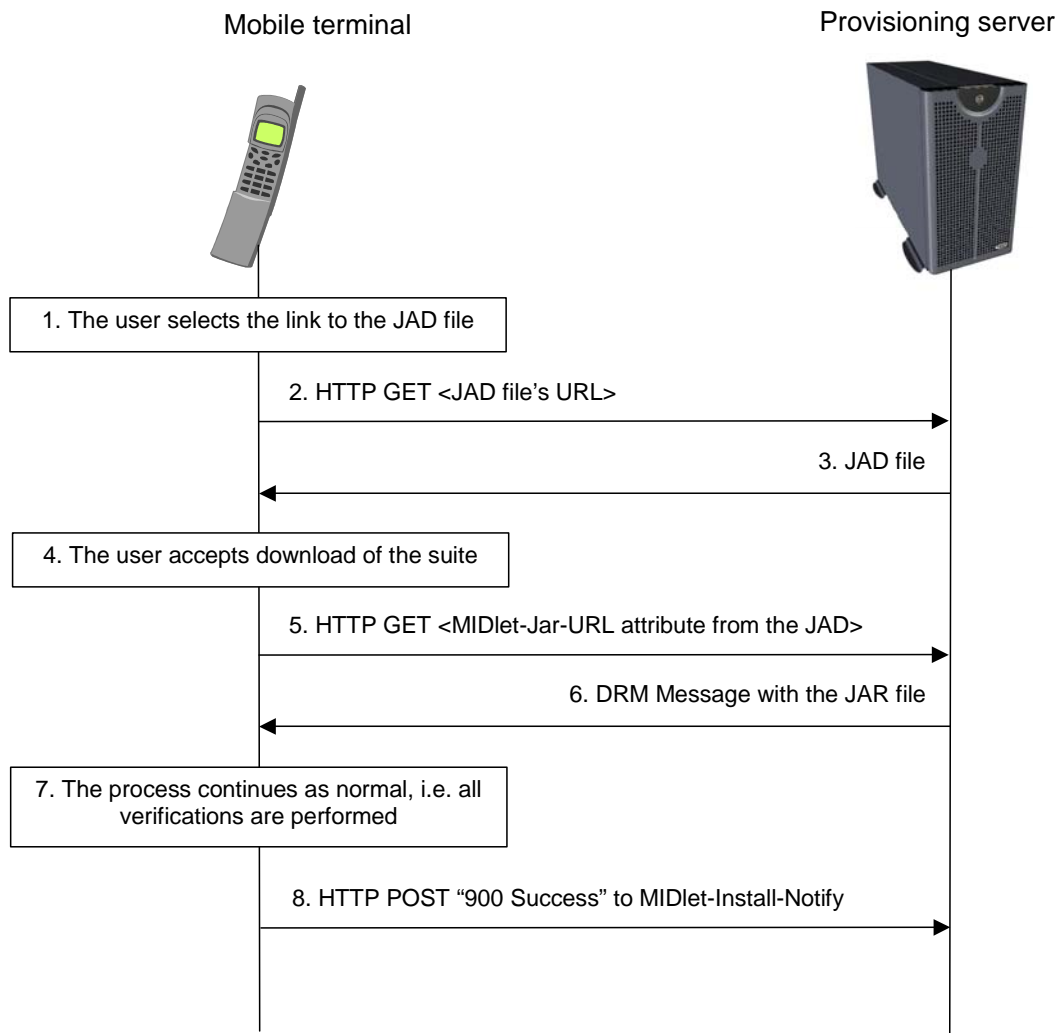 Mobile terminal
Provisioning server
1. The user selects the link to the JAD file
2. HTTP GET <JAD file's URL>
3. JAD file
4. The user accepts download of the suite
5. HTTP GET <MIDlet-Jar-URL attribute from the JAD>
6. DRM Message with the JAR file
7. The process continues as normal, i.e. all
verifications are performed
8. HTTP POST “900 Success” to MIDlet-Install-Notify